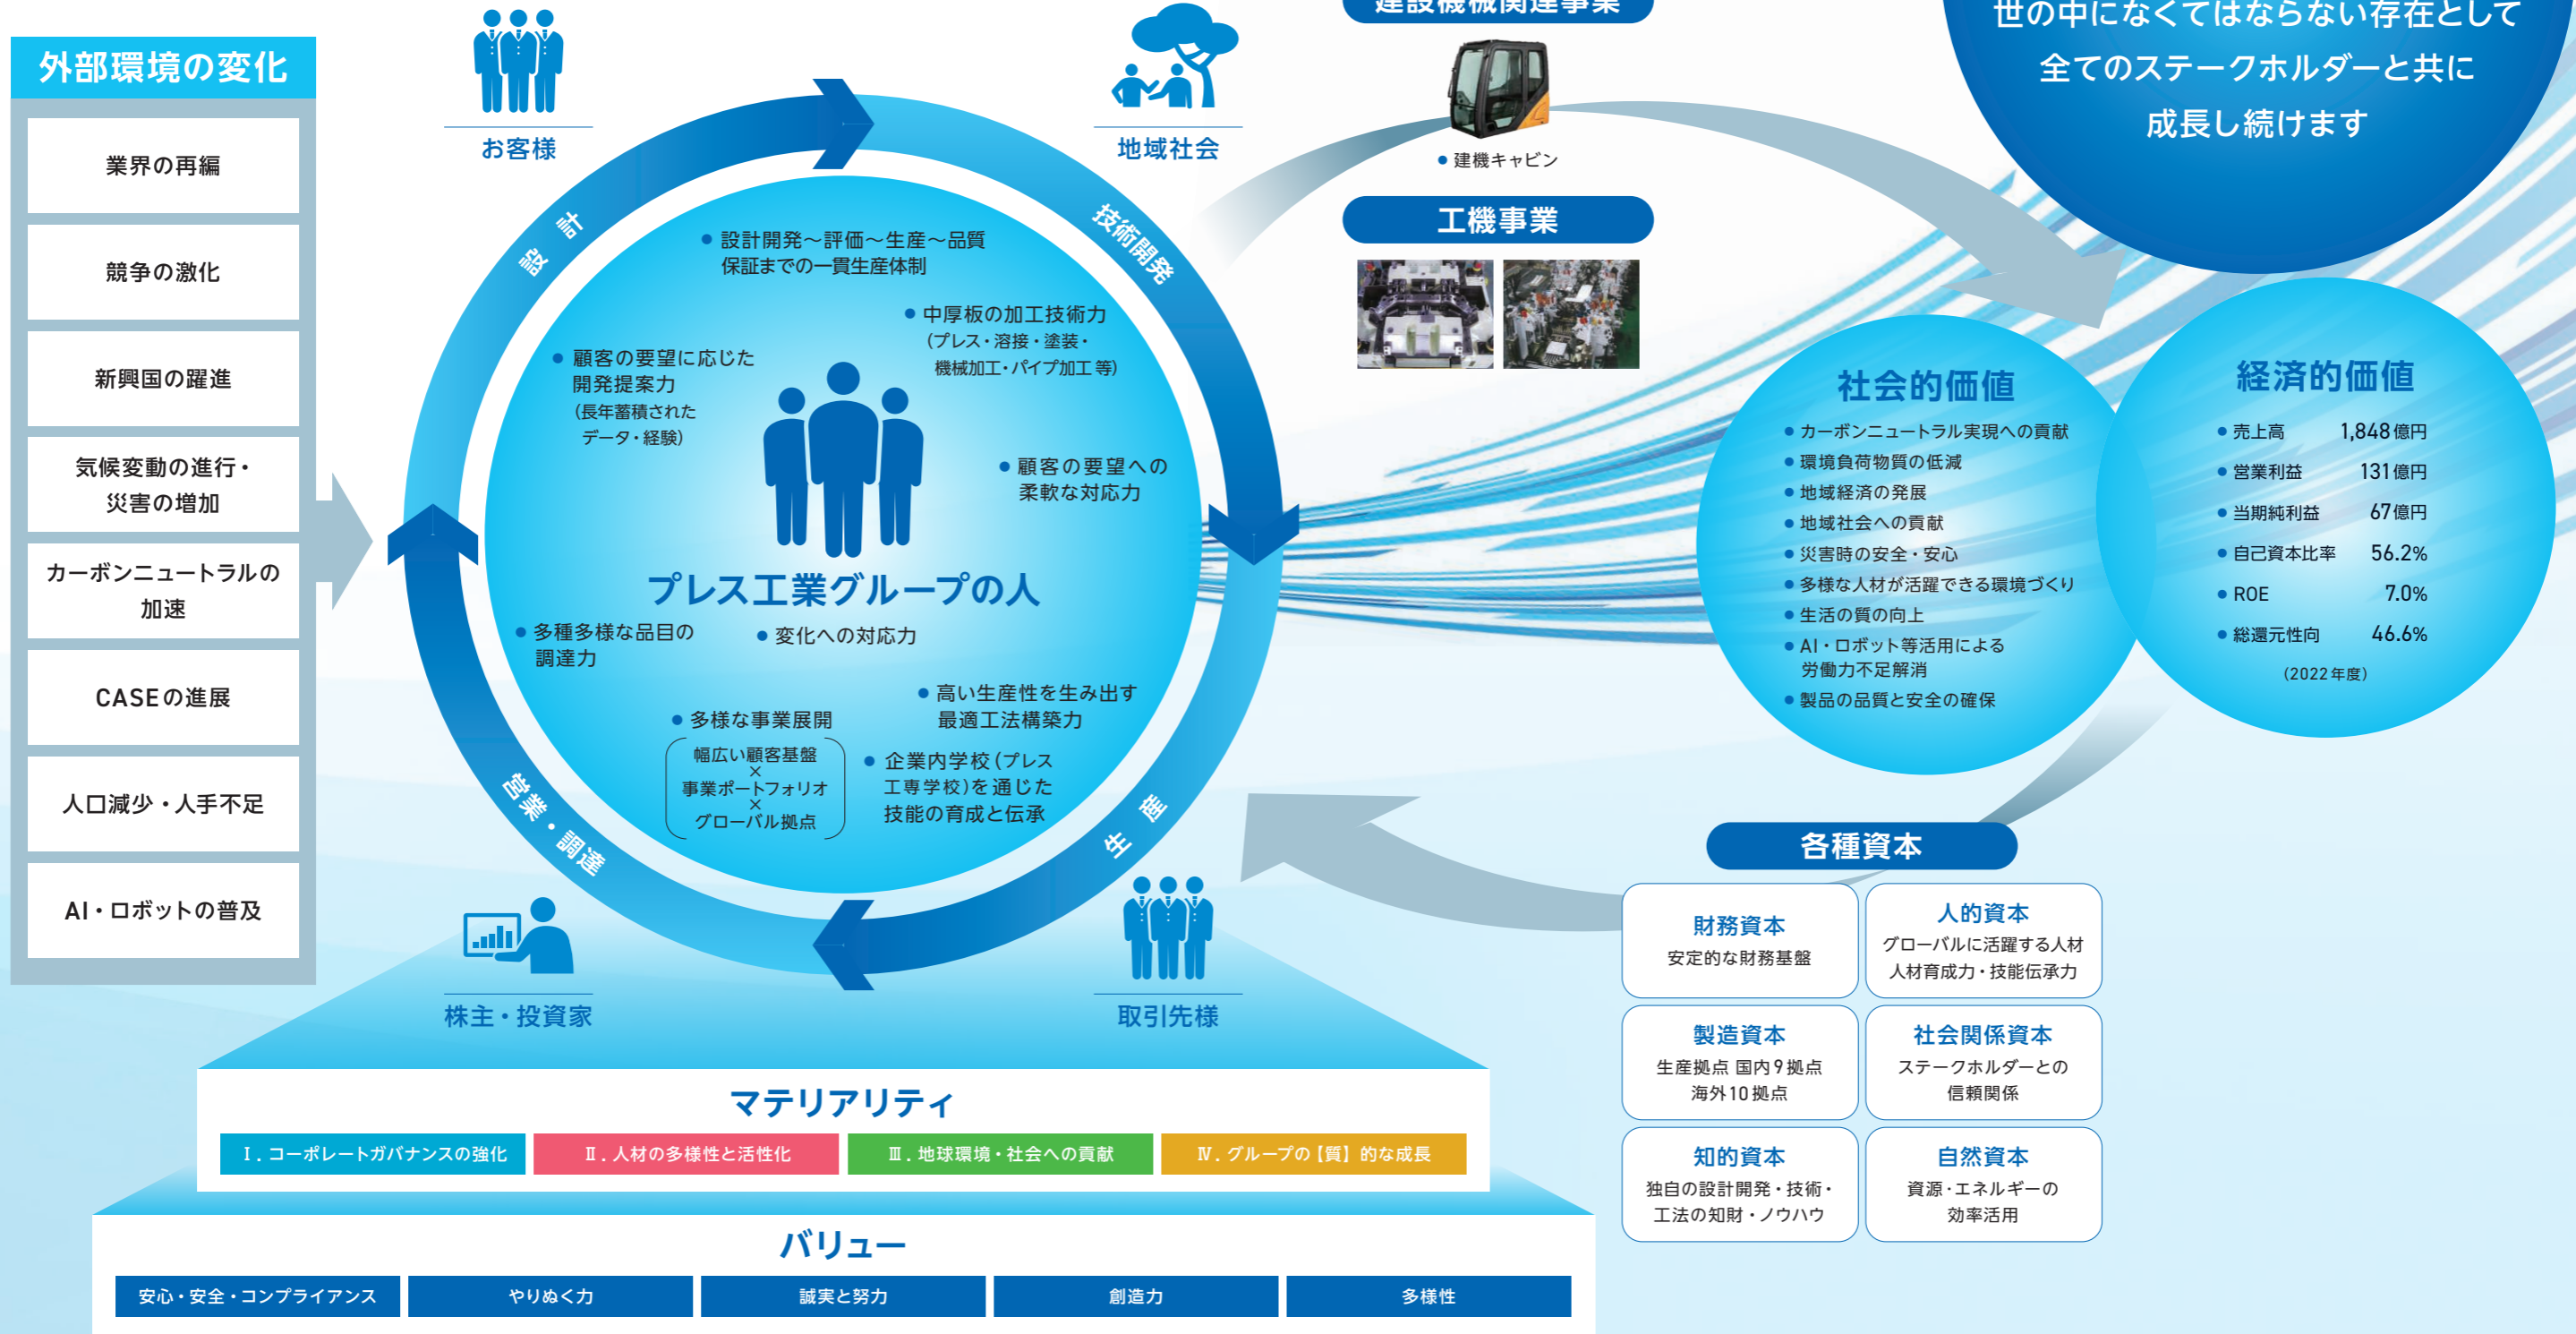 外部環境の変化
業界の再編
競争の激化
新興国の躍進
気候変動の進行・
災害の増加
カーボンニュートラルの
加速
CASEの進展
人口減少・人手不足
AI・ロボットの普及
お客様
地域社会
設計
技術開発
生産
営業・調達
● 設計開発～評価～生産～品質
保証までの一貫生産体制
● 中厚板の加工技術力
(プレス・溶接・塗装・
機械加工・パイプ加工 等)
● 顧客の要望に応じた
開発提案力
(長年蓄積された
データ・経験)
● 顧客の要望への
柔軟な対応力
プレス工業グループの人
● 多種多様な品目の
調達力
● 変化への対応力
● 高い生産性を生み出す
最適工法構築力
● 多様な事業展開
幅広い顧客基盤
×
事業ポートフォリオ
×
グローバル拠点
● 企業内学校(プレス
工専学校)を通じた
技能の育成と伝承
株主・投資家
取引先様
建設機械関連事業
● 建機キャビン
工機事業
世の中になくてはならない存在として
全てのステークホルダーと共に
成長し続けます
社会的価値
● カーボンニュートラル実現への貢献
● 環境負荷物質の低減
● 地域経済の発展
● 地域社会への貢献
● 災害時の安全・安心
● 多様な人材が活躍できる環境づくり
● 生活の質の向上
● AI・ロボット等活用による
労働力不足解消
● 製品の品質と安全の確保
経済的価値
● 売上高 1,848億円
● 営業利益 131億円
● 当期純利益 67億円
● 自己資本比率 56.2%
● ROE 7.0%
● 総還元性向 46.6%
(2022年度)
各種資本
財務資本
安定的な財務基盤
人的資本
グローバルに活躍する人材
人材育成力・技能伝承力
製造資本
生産拠点 国内9拠点
海外10拠点
社会関係資本
ステークホルダーとの
信頼関係
知的資本
独自の設計開発・技術・
工法の知財・ノウハウ
自然資本
資源・エネルギーの
効率活用
マテリアリティ
Ⅰ. コーポレートガバナンスの強化
Ⅱ. 人材の多様性と活性化
Ⅲ. 地球環境・社会への貢献
Ⅳ. グループの【質】的な成長
バリュー
安心・安全・コンプライアンス
やりぬく力
誠実と努力
創造力
多様性